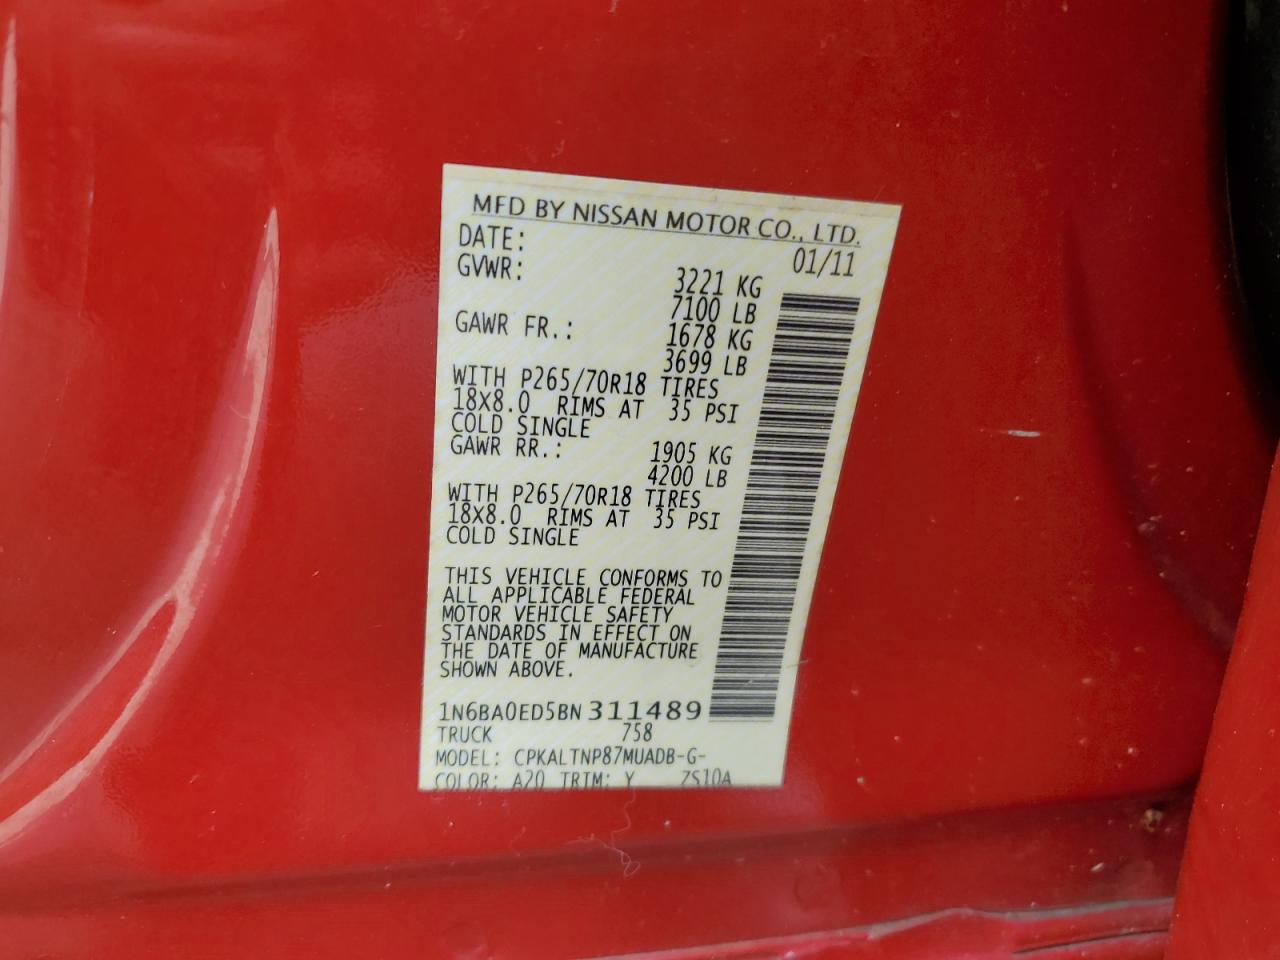 MFD BY NISSAN MOTOR CO., LTD.
DATE: 01/11
GVWR: 3221 KG
7100 LB
GAWR FR.: 1678 KG
3699 LB
WITH P265/70R18 TIRES
18X8.0 RIMS AT 35 PSI
COLD SINGLE
GAWR RR.: 1905 KG
4200 LB
WITH P265/70R18 TIRES
18X8.0 RIMS AT 35 PSI
COLD SINGLE
THIS VEHICLE CONFORMS TO
ALL APPLICABLE FEDERAL
MOTOR VEHICLE SAFETY
STANDARDS IN EFFECT ON
THE DATE OF MANUFACTURE
SHOWN ABOVE.
1N6BA0ED5BN311489
TRUCK 758
MODEL: CPKALTNP87MUADB-G-
COLOR: A20 TRIM: Y ZS10A